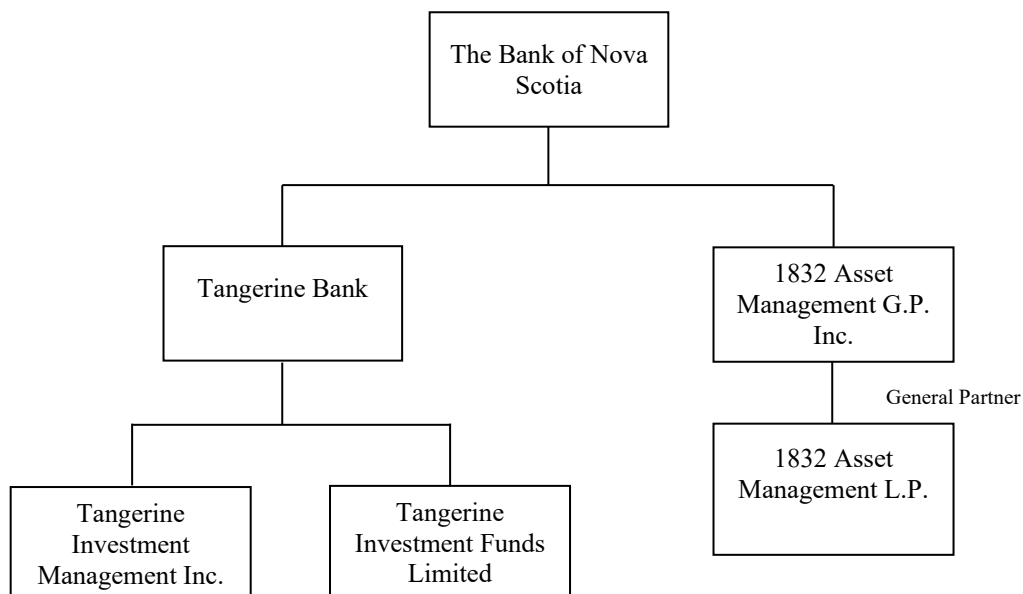 The Bank of Nova
Scotia
Tangerine Bank
1832 Asset
Management G.P.
Inc.
General Partner
1832 Asset
Management L.P.
Tangerine
Investment
Management Inc.
Tangerine
Investment Funds
Limited